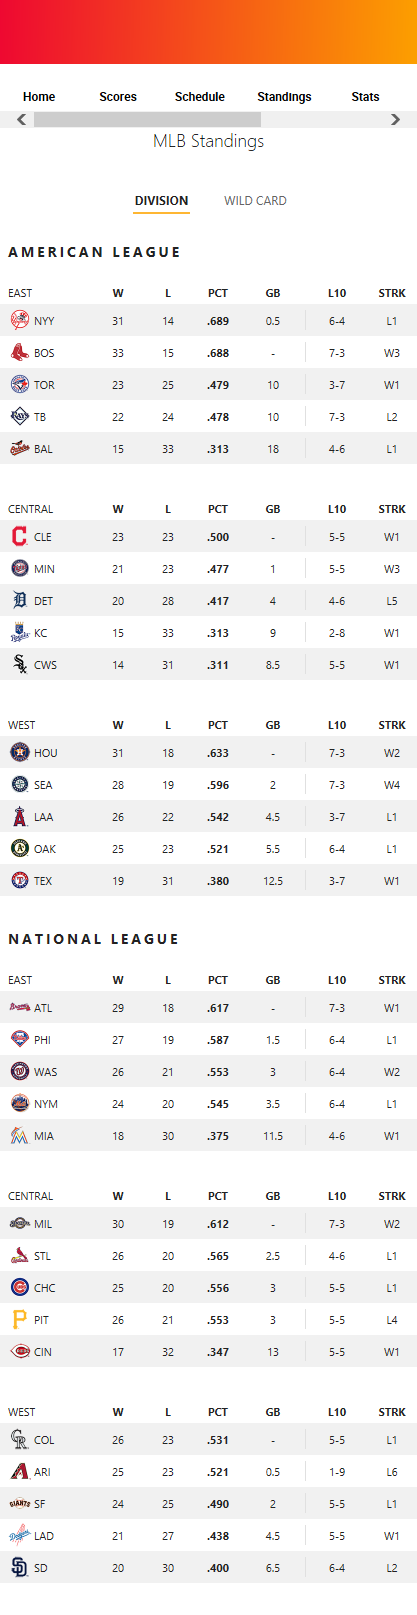 Home Scores Schedule Standings Stats
MLB Standings
DIVISION WILD CARD
AMERICAN LEAGUE
EAST W L PCT GB L10 STRK
NYY 31 14 .689 0.5 6-4 L1
BOS 33 15 .688 - 7-3 W3
TOR 23 25 .479 10 3-7 W1
TB 22 24 .478 10 7-3 L2
BAL 15 33 .313 18 4-6 L1
CENTRAL W L PCT GB L10 STRK
CLE 23 23 .500 - 5-5 W1
MIN 21 23 .477 1 5-5 W3
DET 20 28 .417 4 4-6 L5
KC 15 33 .313 9 2-8 W1
CWS 14 31 .311 8.5 5-5 W1
WEST W L PCT GB L10 STRK
HOU 31 18 .633 - 7-3 W2
SEA 28 19 .596 2 7-3 W4
LAA 26 22 .542 4.5 3-7 L1
OAK 25 23 .521 5.5 6-4 L1
TEX 19 31 .380 12.5 3-7 W1
NATIONAL LEAGUE
EAST W L PCT GB L10 STRK
ATL 29 18 .617 - 7-3 W1
PHI 27 19 .587 1.5 6-4 L1
WAS 26 21 .553 3 6-4 W2
NYM 24 20 .545 3.5 6-4 L1
MIA 18 30 .375 11.5 4-6 W1
CENTRAL W L PCT GB L10 STRK
MIL 30 19 .612 - 7-3 W2
STL 26 20 .565 2.5 4-6 L1
CHC 25 20 .556 3 5-5 L1
PIT 26 21 .553 3 5-5 L4
CIN 17 32 .347 13 5-5 W1
WEST W L PCT GB L10 STRK
COL 26 23 .531 - 5-5 L1
ARI 25 23 .521 0.5 1-9 L6
SF 24 25 .490 2 5-5 L1
LAD 21 27 .438 4.5 5-5 W1
SD 20 30 .400 6.5 6-4 L2